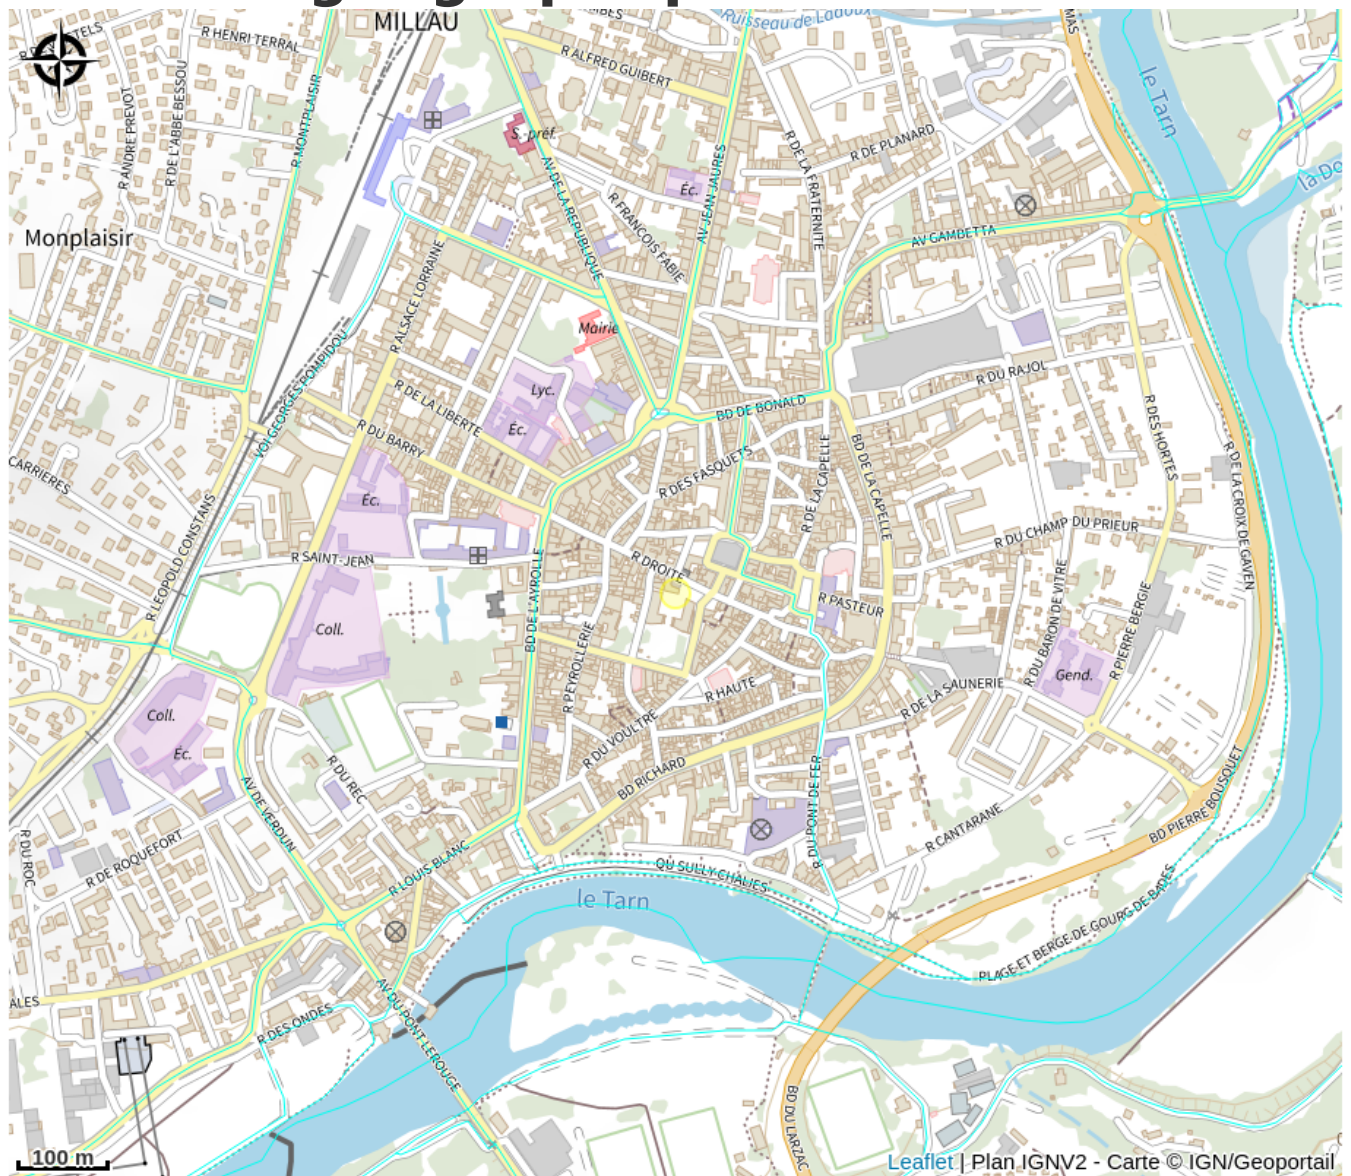 MILLAU
Ruisseau de Ladoux
R HENRI TERRAL
R ALFRED GUIBERT
le Tarn
R ANDRE PREVOT
R DE L'ABBE BESSOU
R MONTPLAISIR
S.-préf.
R DE PLANARD
R DE LA FRATERNITE
AV DE LA REPUBLIQUE
Éc.
AV JEAN JAURES
R FRANCOIS FABIE
la Do
Monplaisir
AV GAMBETTA
R ALSACE LORRAINE
Mairie
VOI GEORGES POMPIDOU
R DU RAJOL
Lyc.
R DE LA LIBERTE
BD DE BONALD
Éc.
R DU BARRY
R DES HORTES
R DES FASQUETS
R DE LA CAPELLE
BD DE LA CAPELLE
CARRIERES
Éc.
R DE LA CROIX DE GAVEN
R LEOPOLD CONSTANS
R DU CHAMP DU PRIEUR
R SAINT-JEAN
R DROITE
BD DE L'AYROLLE
R DU BARON DE VITRE
R PASTEUR
R PIERRE BERGIE
Coll.
R PEYROLLERIE
Gend.
R HAUTE
R DE LA SAUNERIE
Coll.
Éc.
R DU VOULTRE
BD RICHARD
R DU REC
AV DE VERDUN
R DU PONT DE FER
BD PIERRE BOUSQUET
R CANTARANE
R DU ROC
R DE ROQUEFORT
R LOUIS BLANC
QU SULLY-CHALIES
le Tarn
PLAGE ET BERGE DE GOURG DE BADES
ALES
R DES ONDES
AV DU PONT LEROUGE
BD DU LARZAC
100 m
Leaflet | Plan IGNV2 - Carte © IGN/Geoportail